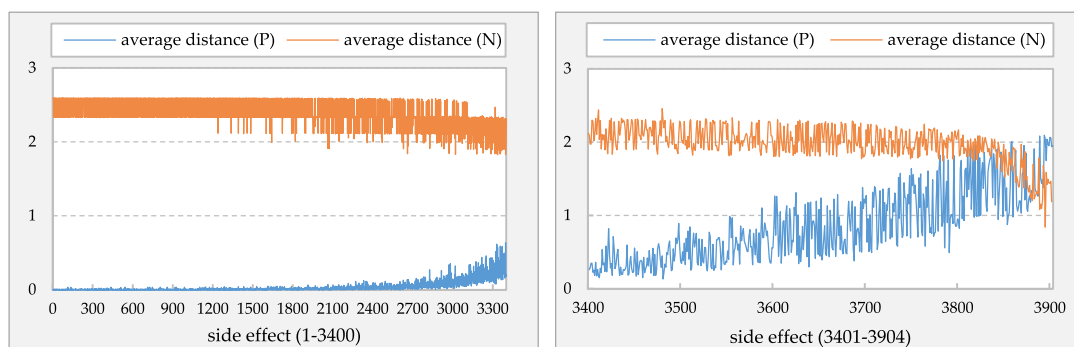 average distance (P) average distance (N)
3
2
1
0
0 300 600 900 1200 1500 1800 2100 2400 2700 3000 3300
side effect (1-3400)
average distance (P) average distance (N)
3
2
1
0
3400 3500 3600 3700 3800 3900
side effect (3401-3904)